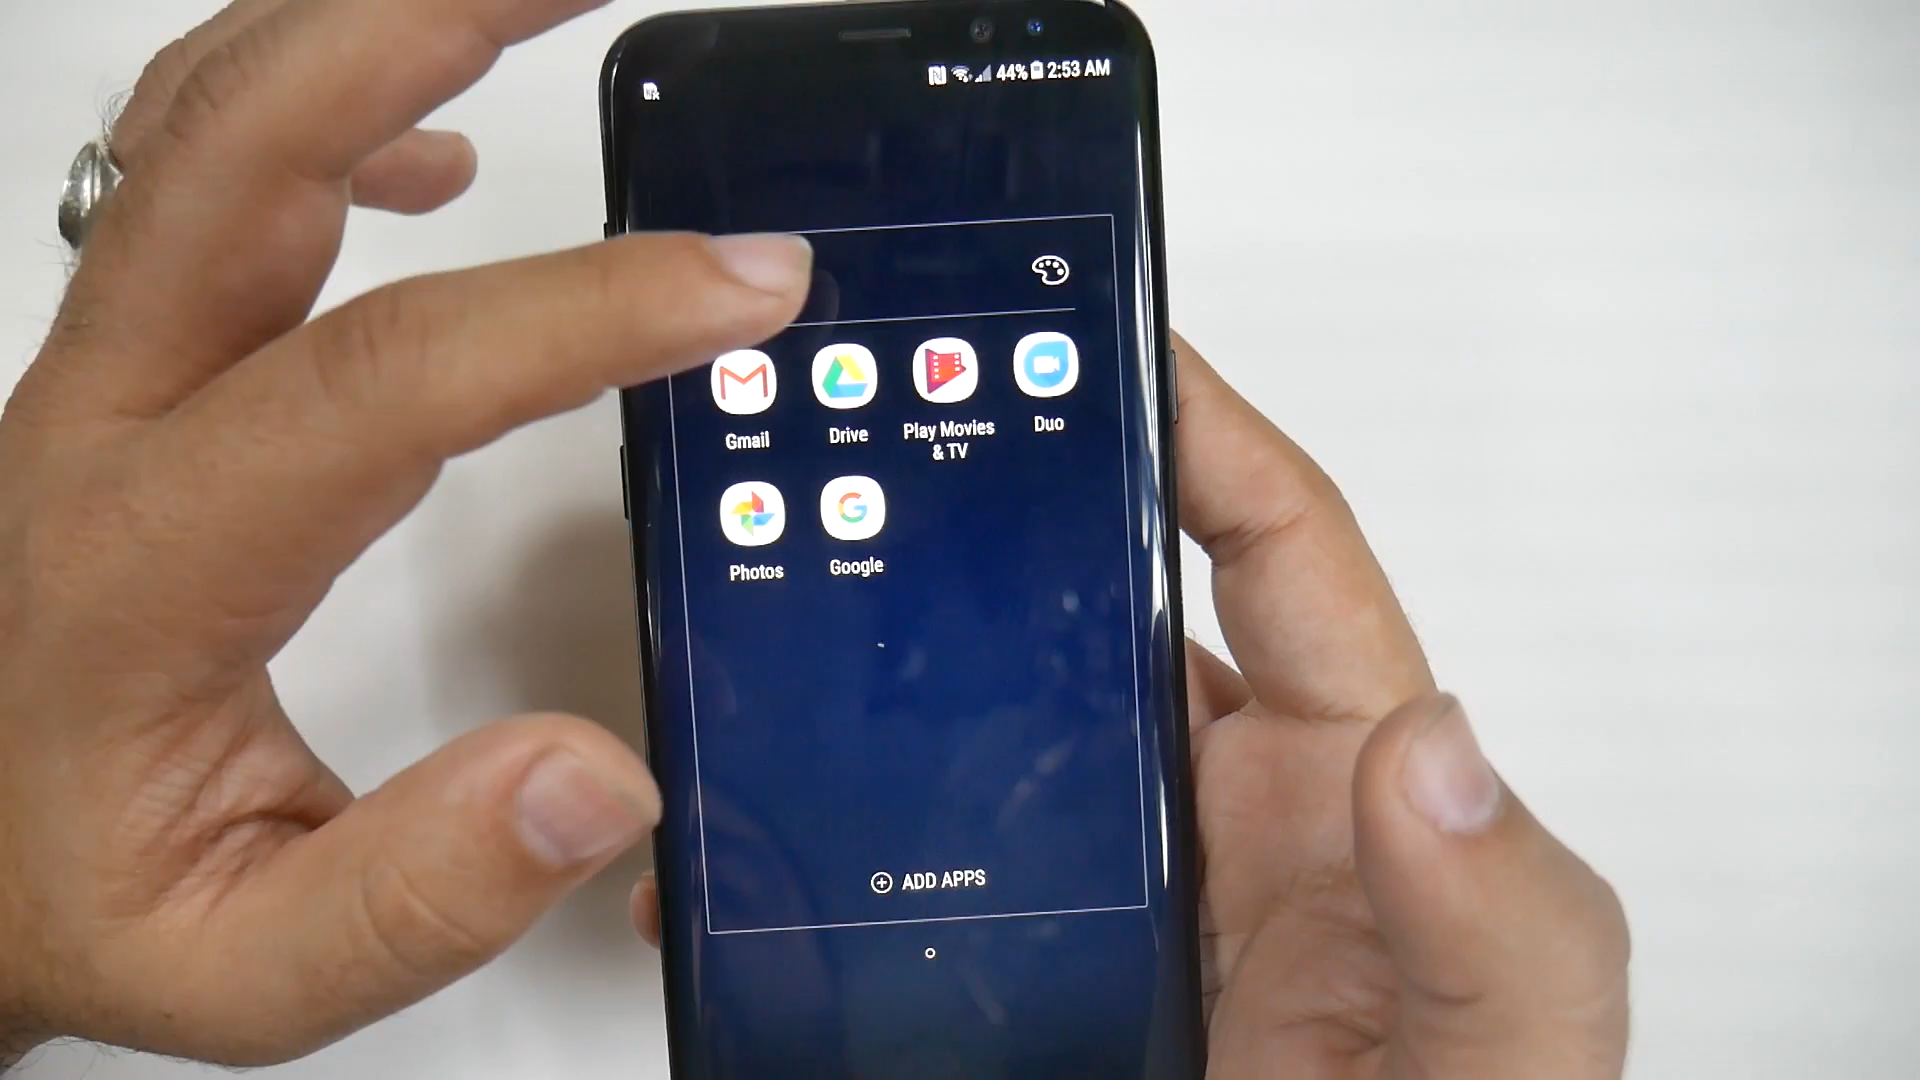 44% 2:53 AM
Gmail
Drive
Play Movies
& TV
Duo
Photos
Google
ADD APPS